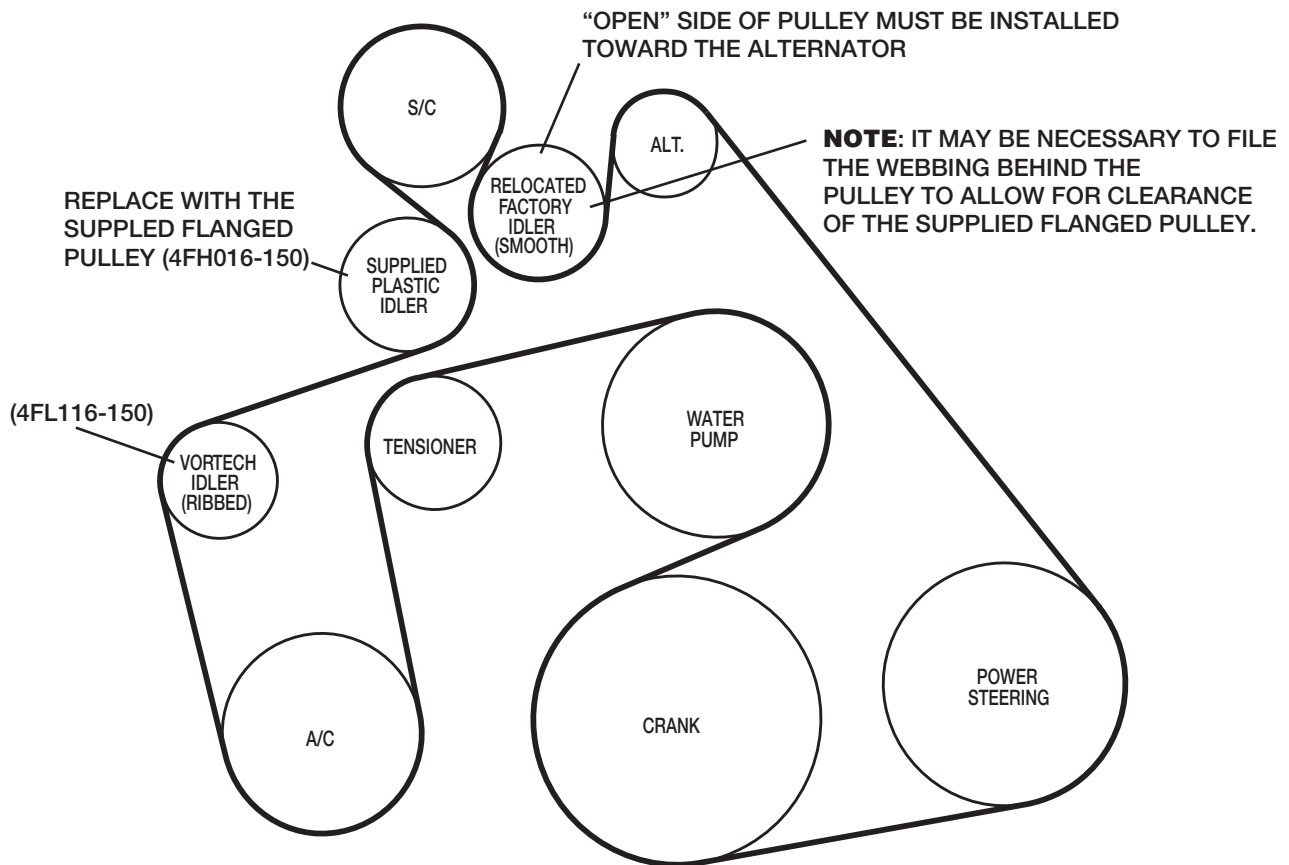 “OPEN” SIDE OF PULLEY MUST BE INSTALLED
TOWARD THE ALTERNATOR
S/C
ALT.
NOTE: IT MAY BE NECESSARY TO FILE
THE WEBBING BEHIND THE
PULLEY TO ALLOW FOR CLEARANCE
OF THE SUPPLIED FLANGED PULLEY.
RELOCATED
FACTORY
IDLER
(SMOOTH)
REPLACE WITH THE
SUPPLED FLANGED
PULLEY (4FH016-150)
SUPPLIED
PLASTIC
IDLER
(4FL116-150)
VORTECH
IDLER
(RIBBED)
TENSIONER
WATER
PUMP
A/C
CRANK
POWER
STEERING